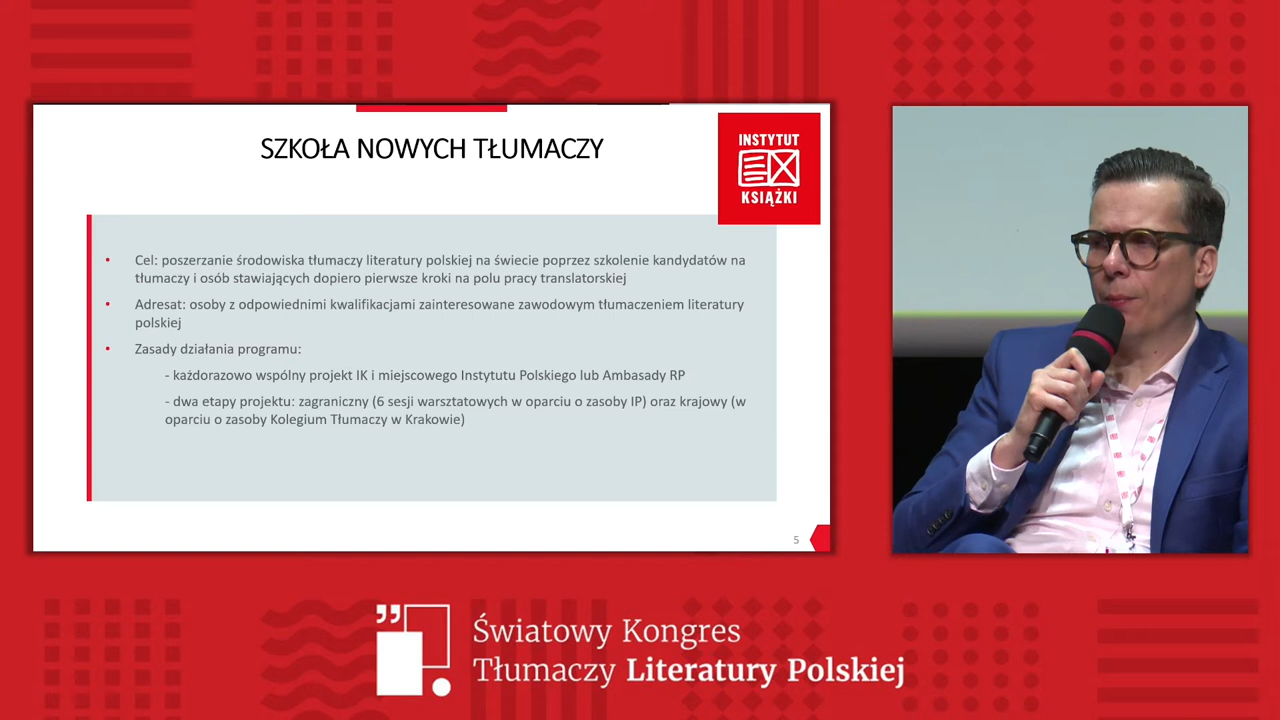 SZKOŁA NOWYCH TŁUMACZY
INSTYTUT
KSIĄŻKI
• Cel: poszerzanie środowiska tłumaczy literatury polskiej na świecie poprzez szkolenie kandydatów na
tłumaczy i osób stawiających dopiero pierwsze kroki na polu pracy translatorskiej
• Adresat: osoby z odpowiednimi kwalifikacjami zainteresowane zawodowym tłumaczeniem literatury
polskiej
• Zasady działania programu:
- każdorazowo wspólny projekt IK i miejscowego Instytutu Polskiego lub Ambasady RP
- dwa etapy projektu: zagraniczny (6 sesji warsztatowych w oparciu o zasoby IP) oraz krajowy (w
oparciu o zasoby Kolegium Tłumaczy w Krakowie)
5
Światowy Kongres
Tłumaczy Literatury Polskiej